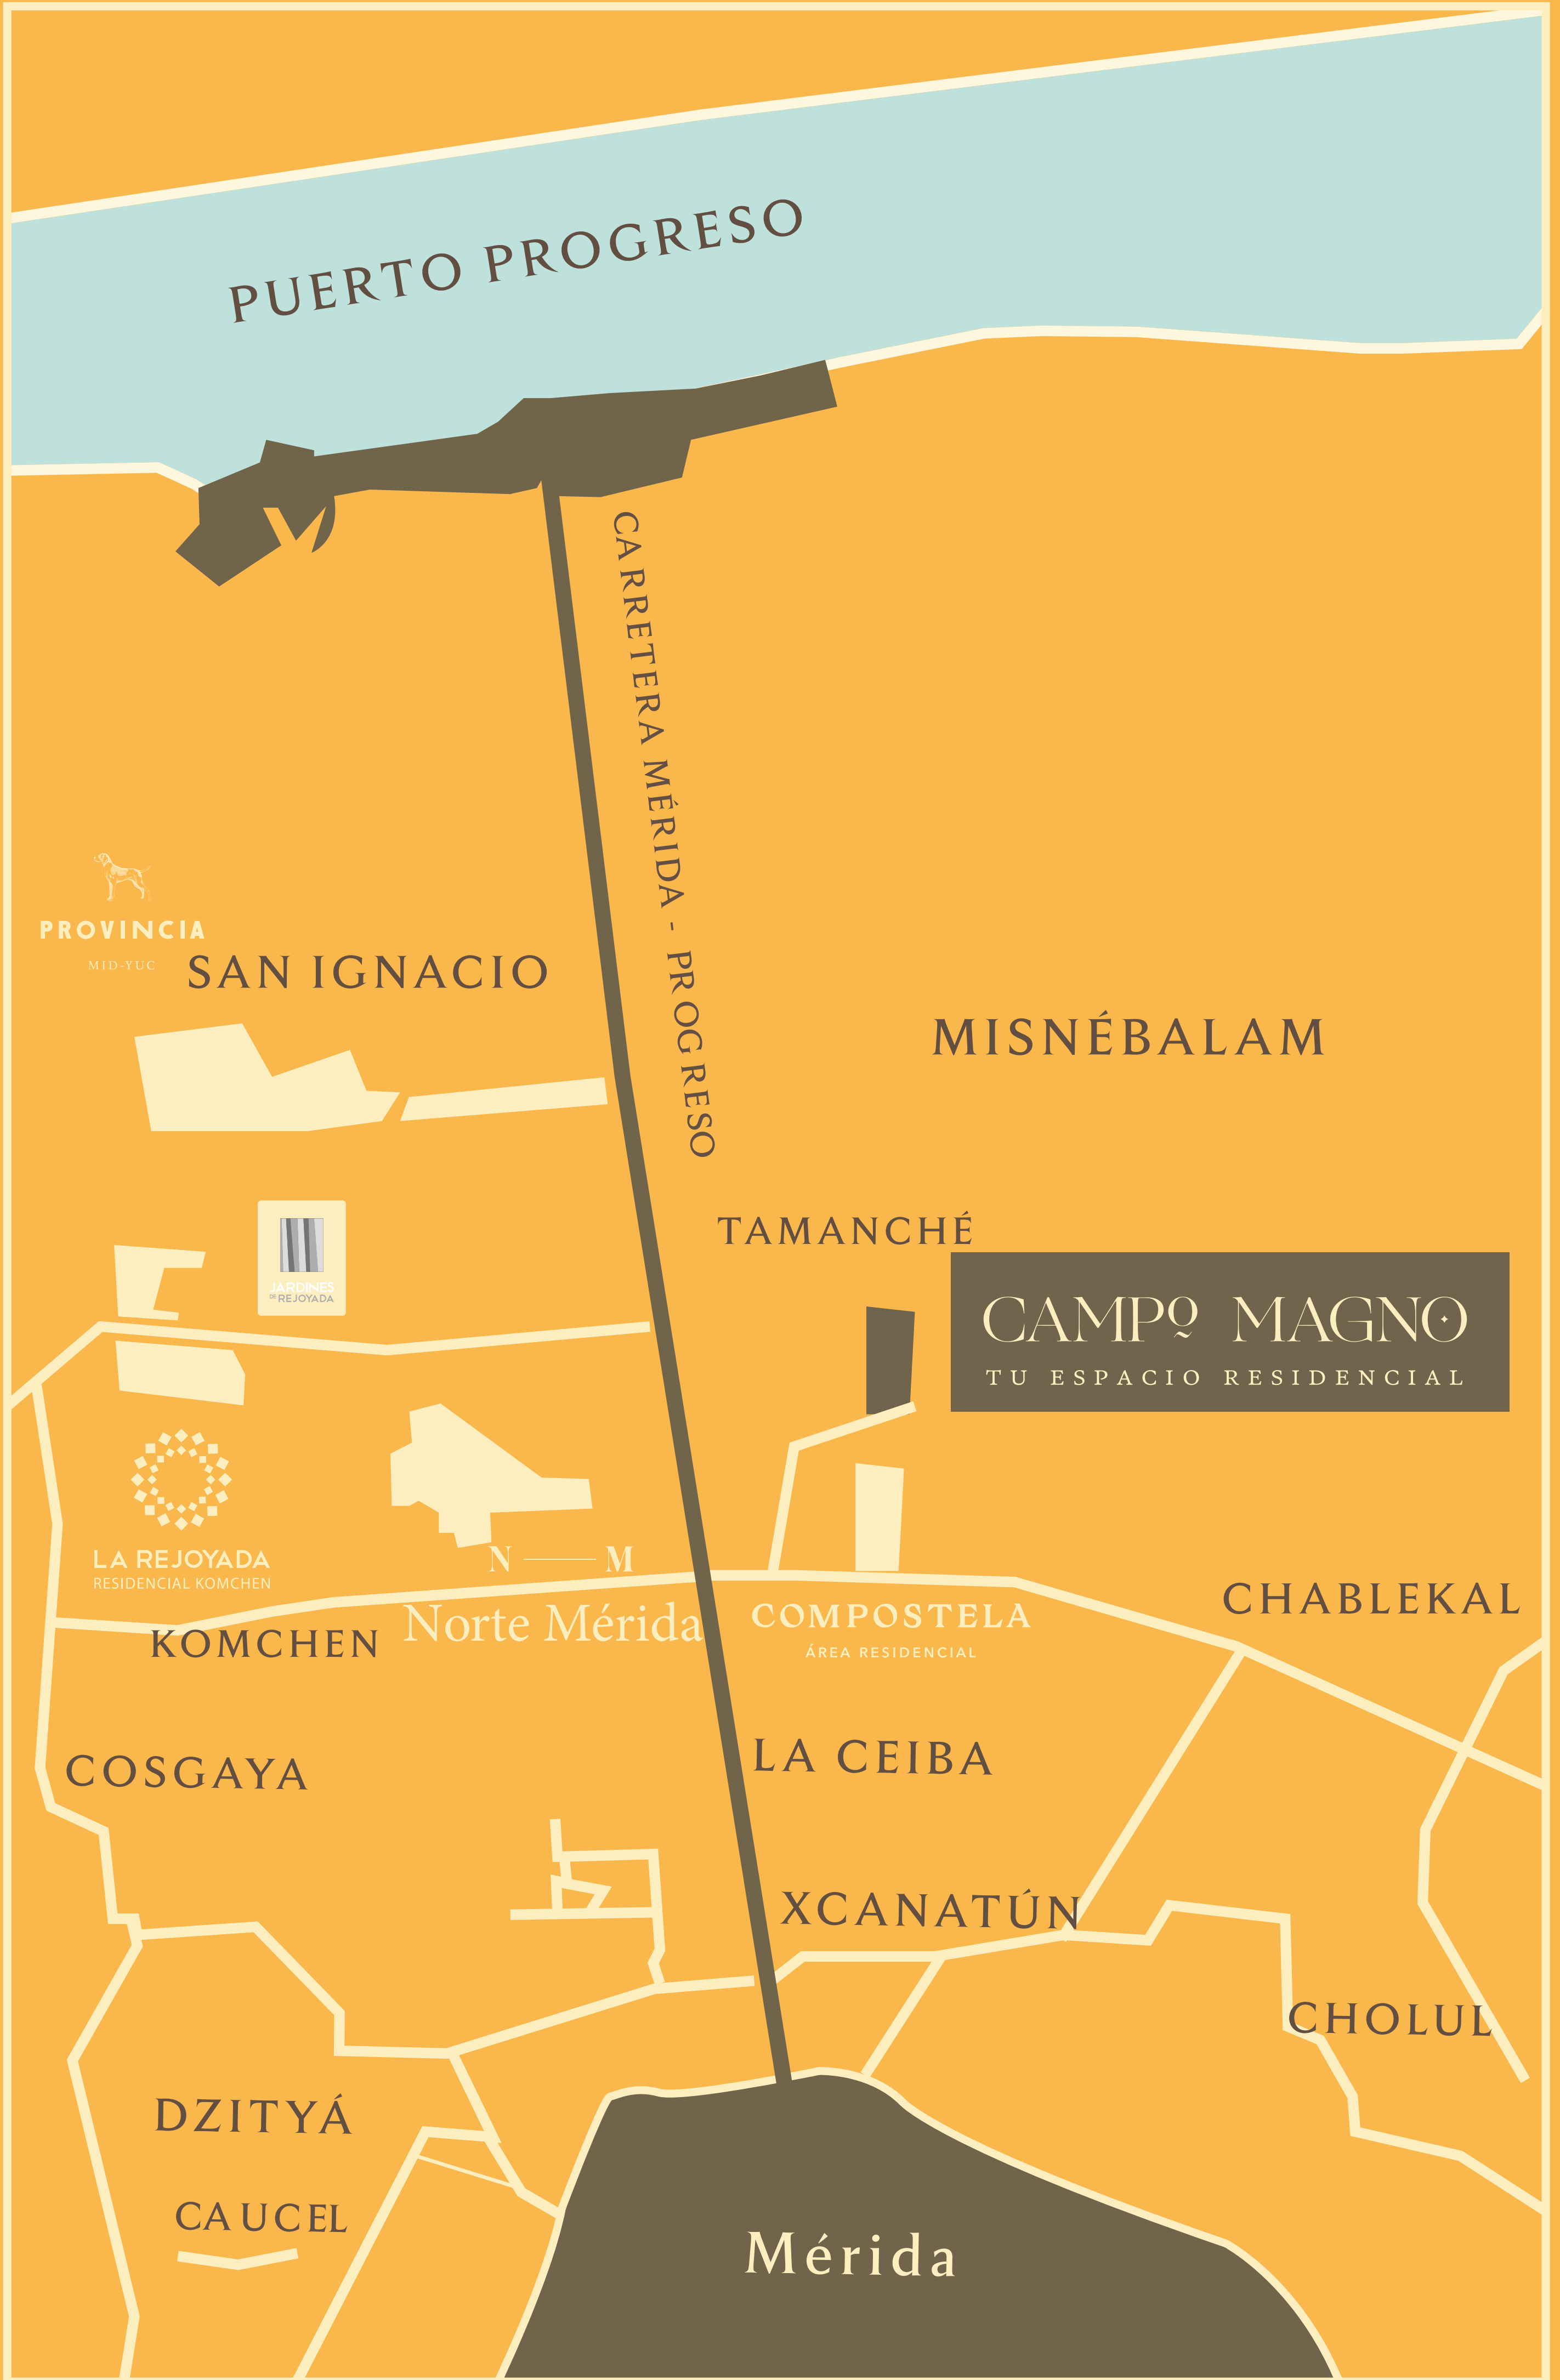 PUERTO PROGRESO
CARRETERA MÉRIDA - PROGRESO
PROVINCIA
MID-YUC
SAN IGNACIO
MISNÉBALAM
TAMANCHÉ
JARDINES
DE REJOYADA
CAMPO MAGNO
TU ESPACIO RESIDENCIAL
LA REJOYADA
RESIDENCIAL KOMCHEN
N M
Norte Mérida
COMPOSTELA
ÁREA RESIDENCIAL
CHABLEKAL
KOMCHEN
COSGAYA
LA CEIBA
XCANATÚN
CHOLUL
DZITYÁ
CAUCEL
Mérida